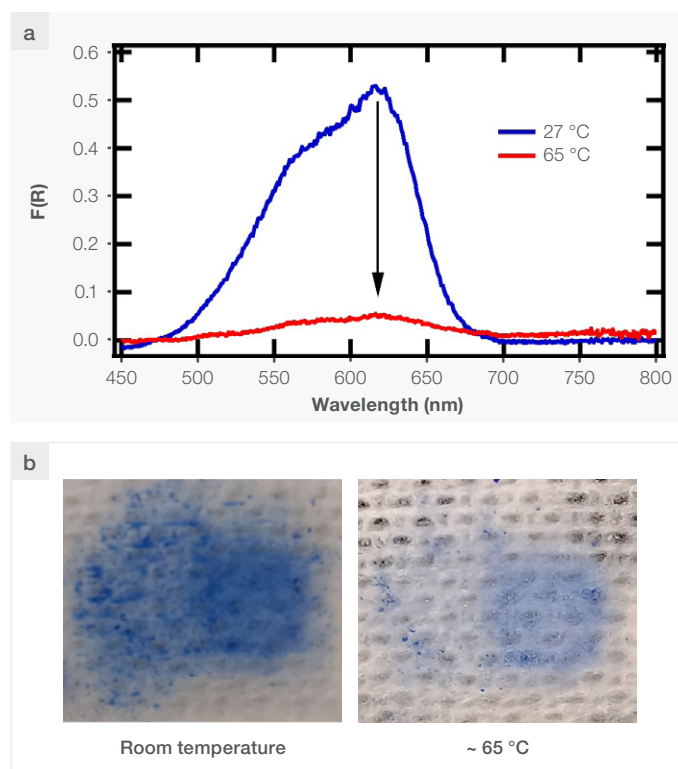 a
0.6
0.5
0.4
0.3
0.2
0.1
0.0
F(R)
27 °C
65 °C
450 500 550 600 650 700 750 800
Wavelength (nm)
b
Room temperature
~ 65 °C